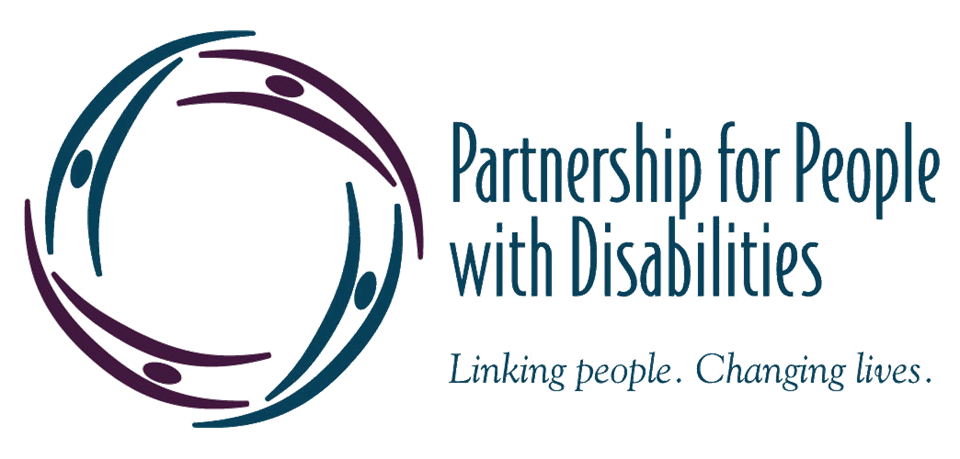 Partnership for People
with Disabilities
Linking people. Changing lives.